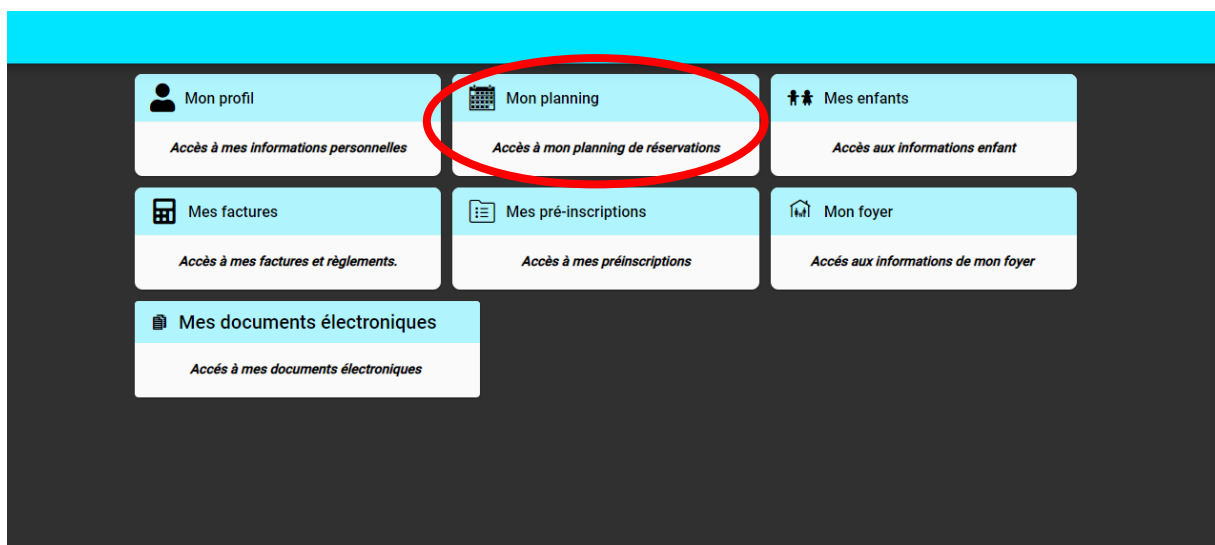 Mon profil
Accès à mes informations personnelles
Mon planning
Accès à mon planning de réservations
Mes enfants
Accès aux informations enfant
Mes factures
Accès à mes factures et règlements.
Mes pré-inscriptions
Accès à mes préinscriptions
Mon foyer
Accés aux informations de mon foyer
Mes documents électroniques
Accés à mes documents électroniques